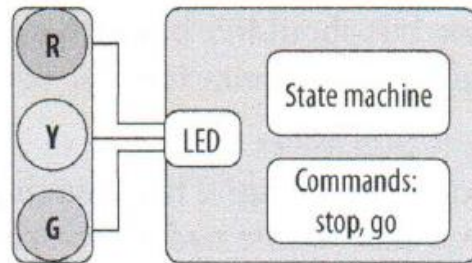 R
Y
G
LED
State machine
Commands:
stop, go